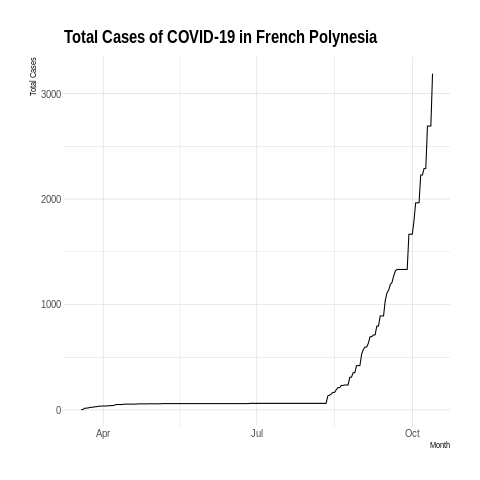 Total Cases of COVID-19 in French Polynesia
Total Cases
3000
2000
1000
0
Apr
Jul
Oct
Month